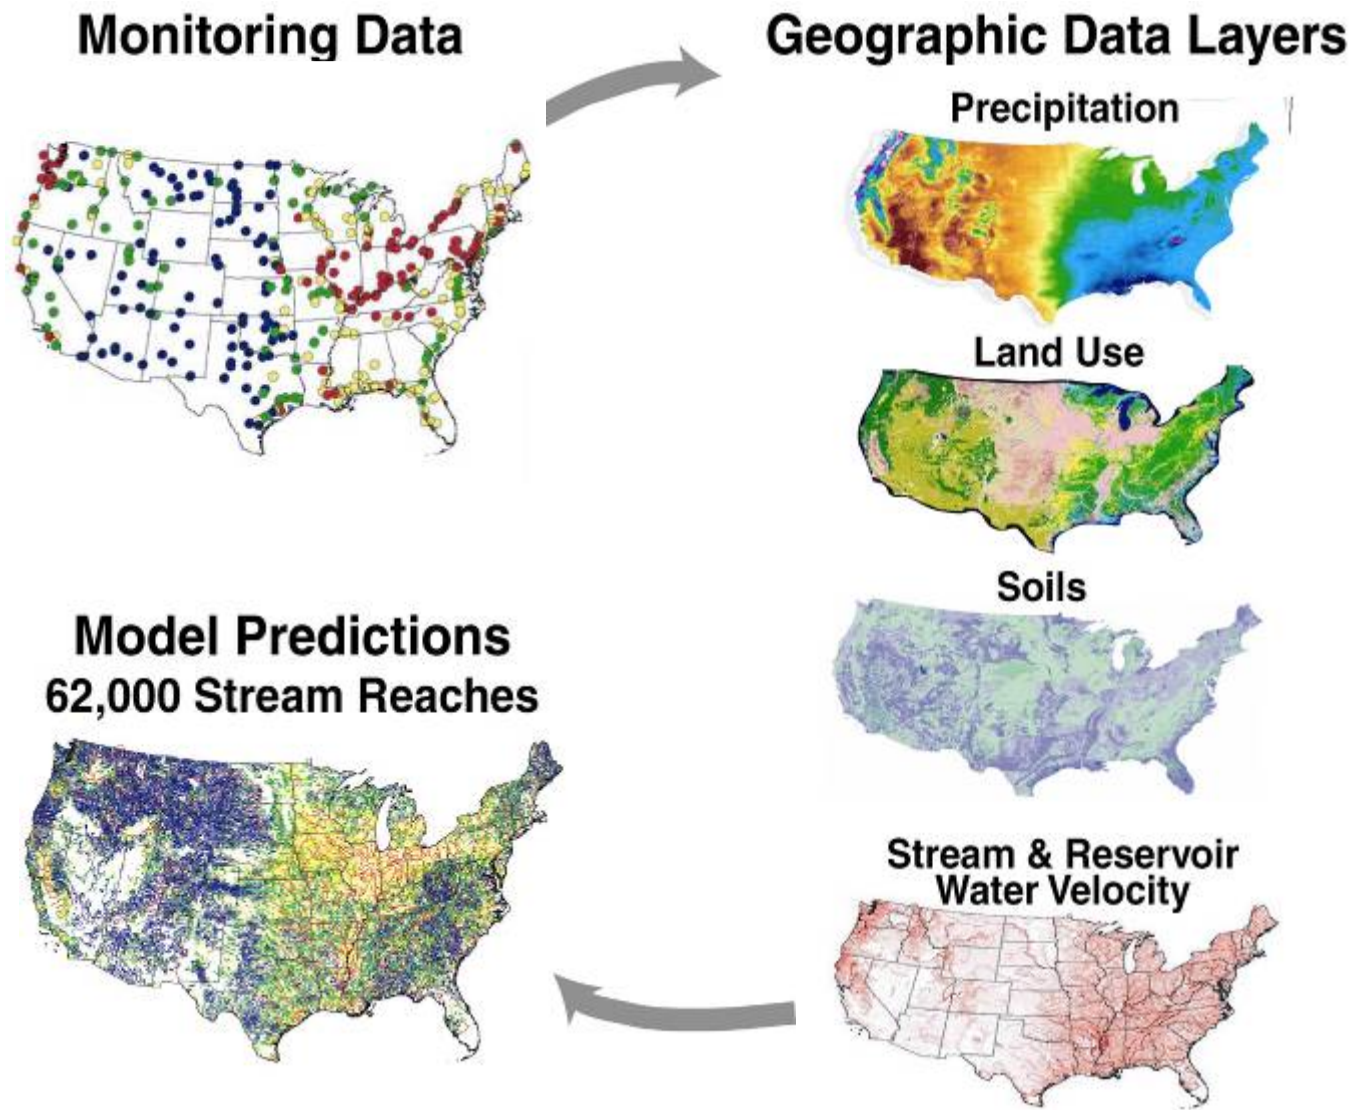 Monitoring Data
Geographic Data Layers
Precipitation
Land Use
Soils
Stream & Reservoir
Water Velocity
Model Predictions
62,000 Stream Reaches